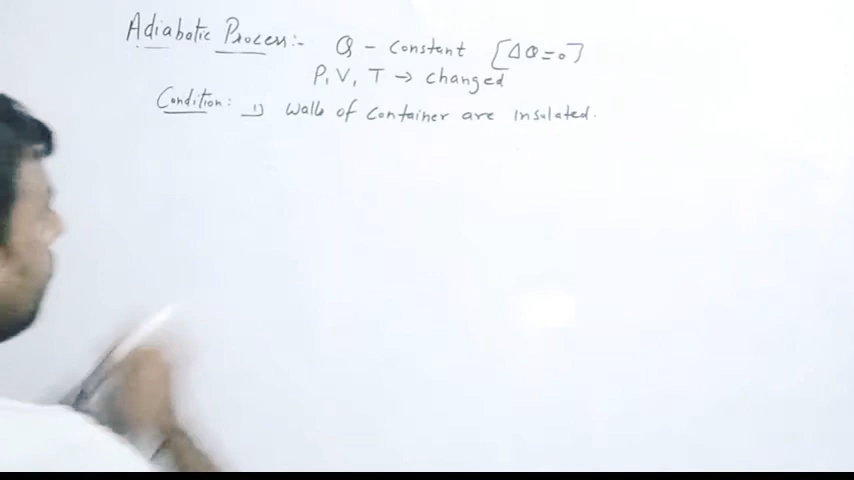 Adiabatic Process:- Q - constant [ΔQ=0]
P, V, T → changed
Condition: 1) Walls of Container are insulated.